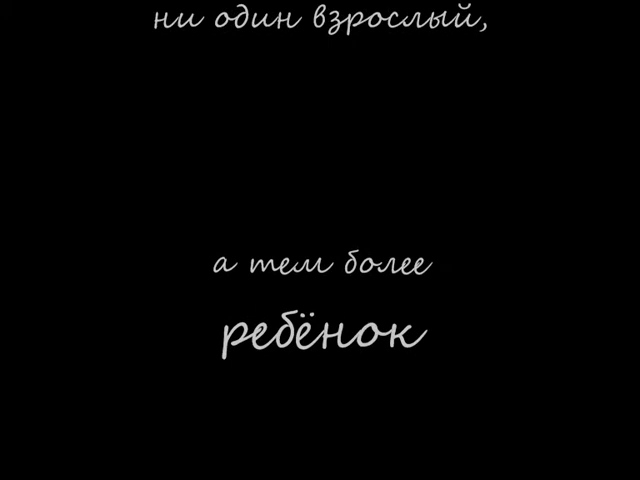 ни один взрослый,
а тем более
ребёнок